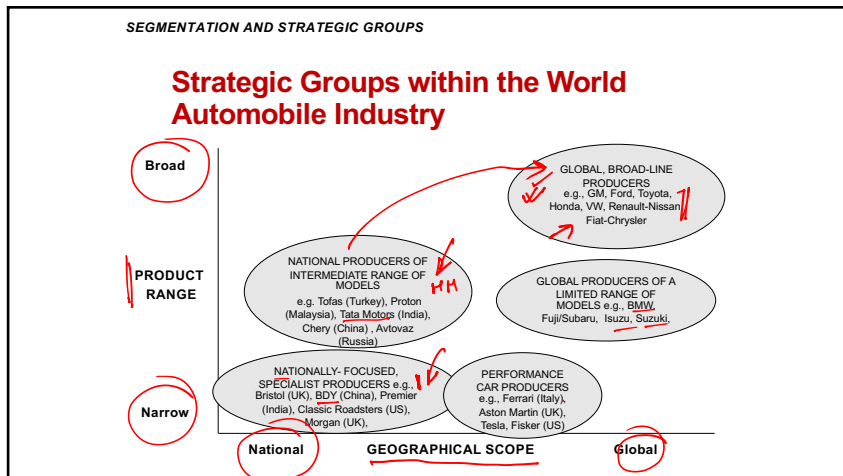 SEGMENTATION AND STRATEGIC GROUPS
Strategic Groups within the World
Automobile Industry
Broad
GLOBAL, BROAD-LINE
PRODUCERS
e.g., GM, Ford, Toyota,
Honda, VW, Renault-Nissan,
Fiat-Chrysler
PRODUCT
RANGE
NATIONAL PRODUCERS OF
INTERMEDIATE RANGE OF
MODELS
e.g. Tofas (Turkey), Proton
(Malaysia), Tata Motors (India),
Chery (China) , Avtovaz
(Russia)
MM
GLOBAL PRODUCERS OF A
LIMITED RANGE OF
MODELS e.g., BMW,
Fuji/Subaru, Isuzu, Suzuki,
Narrow
NATIONALLY- FOCUSED,
SPECIALIST PRODUCERS e.g.,
Bristol (UK), BDY (China), Premier
(India), Classic Roadsters (US),
Morgan (UK),
PERFORMANCE
CAR PRODUCERS
e.g., Ferrari (Italy),
Aston Martin (UK),
Tesla, Fisker (US)
National
GEOGRAPHICAL SCOPE
Global